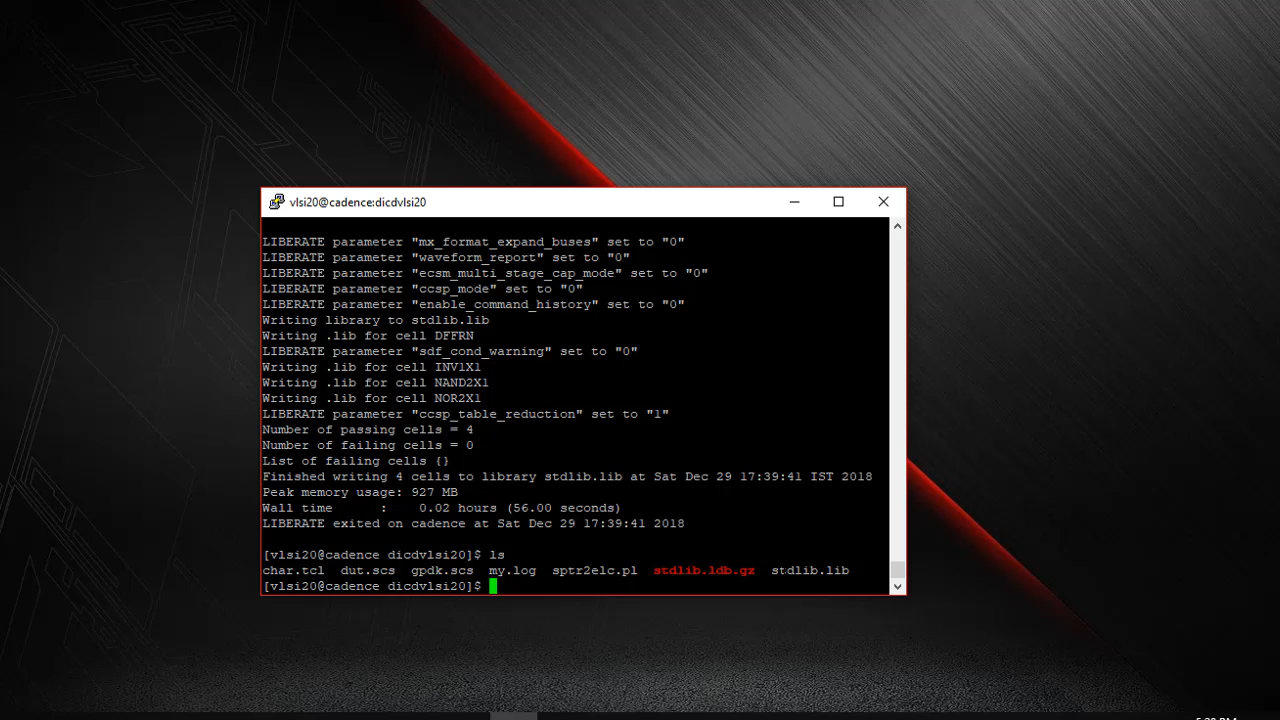 vlsi20@cadence:dicdvlsi20
LIBERATE parameter "mx_format_expand_buses" set to "0"
LIBERATE parameter "waveform_report" set to "0"
LIBERATE parameter "ecsm_multi_stage_cap_mode" set to "0"
LIBERATE parameter "ccsp_mode" set to "0"
LIBERATE parameter "enable_command_history" set to "0"
Writing library to stdlib.lib
Writing .lib for cell DFFRN
LIBERATE parameter "sdf_cond_warning" set to "0"
Writing .lib for cell INV1X1
Writing .lib for cell NAND2X1
Writing .lib for cell NOR2X1
LIBERATE parameter "ccsp_table_reduction" set to "1"
Number of passing cells = 4
Number of failing cells = 0
List of failing cells {}
Finished writing 4 cells to library stdlib.lib at Sat Dec 29 17:39:41 IST 2018
Peak memory usage: 927 MB
Wall time      :    0.02 hours (56.00 seconds)
LIBERATE exited on cadence at Sat Dec 29 17:39:41 2018
[vlsi20@cadence dicdvlsi20]$ ls
char.tcl  dut.scs  gpdk.scs  my.log  sptr2elc.pl  stdlib.ldb.gz  stdlib.lib
[vlsi20@cadence dicdvlsi20]$